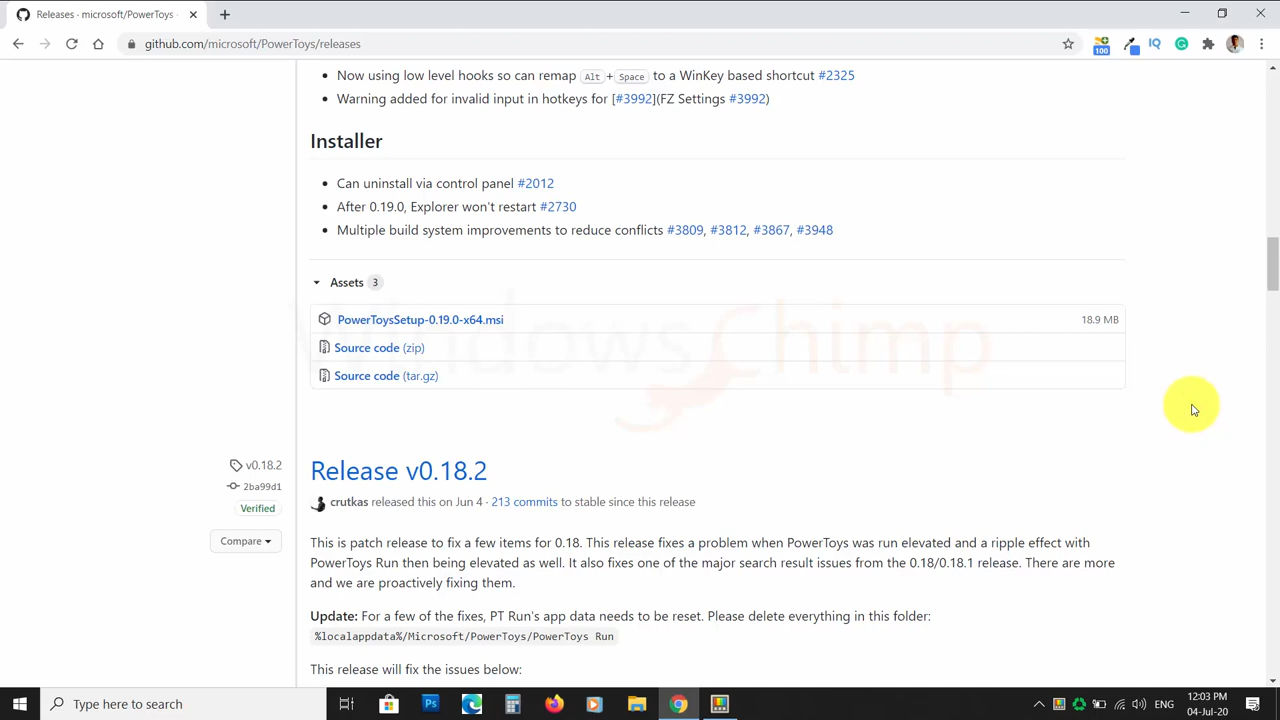 Releases · microsoft/PowerToys ·
github.com/microsoft/PowerToys/releases
100
IQ
Now using low level hooks so can remap Alt + Space to a WinKey based shortcut #2325
Warning added for invalid input in hotkeys for [#3992](FZ Settings #3992)
Installer
Can uninstall via control panel #2012
After 0.19.0, Explorer won't restart #2730
Multiple build system improvements to reduce conflicts #3809, #3812, #3867, #3948
Assets 3
PowerToysSetup-0.19.0-x64.msi 18.9 MB
Source code (zip)
Source code (tar.gz)
WindowsChimp
v0.18.2
2ba99d1
Verified
Compare
Release v0.18.2
crutkas released this on Jun 4 · 213 commits to stable since this release
This is patch release to fix a few items for 0.18. This release fixes a problem when PowerToys was run elevated and a ripple effect with
PowerToys Run then being elevated as well. It also fixes one of the major search result issues from the 0.18/0.18.1 release. There are more
and we are proactively fixing them.
Update: For a few of the fixes, PT Run's app data needs to be reset. Please delete everything in this folder:
%localappdata%/Microsoft/PowerToys/PowerToys Run
This release will fix the issues below:
Type here to search
Ps
ENG
12:03 PM
04-Jul-20